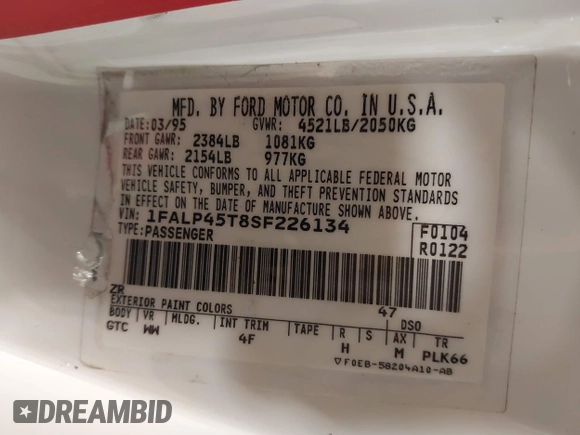 MFD. BY FORD MOTOR CO. IN U.S.A.
DATE: 03/95 GVWR: 4521LB/2050KG
FRONT GAWR: 2384LB 1081KG
REAR GAWR: 2154LB 977KG
THIS VEHICLE CONFORMS TO ALL APPLICABLE FEDERAL MOTOR
VEHICLE SAFETY, BUMPER, AND THEFT PREVENTION STANDARDS
IN EFFECT ON THE DATE OF MANUFACTURE SHOWN ABOVE.
VIN: 1FALP45T8SF226134 F0104
TYPE: PASSENGER R0122
ZR 47
EXTERIOR PAINT COLORS DSO
BODY VR MLDG. INT TRIM TAPE R S AX TR
GTC WW 4F H M PLK66
▽F0EB-58204A10-AB
DREAMBID